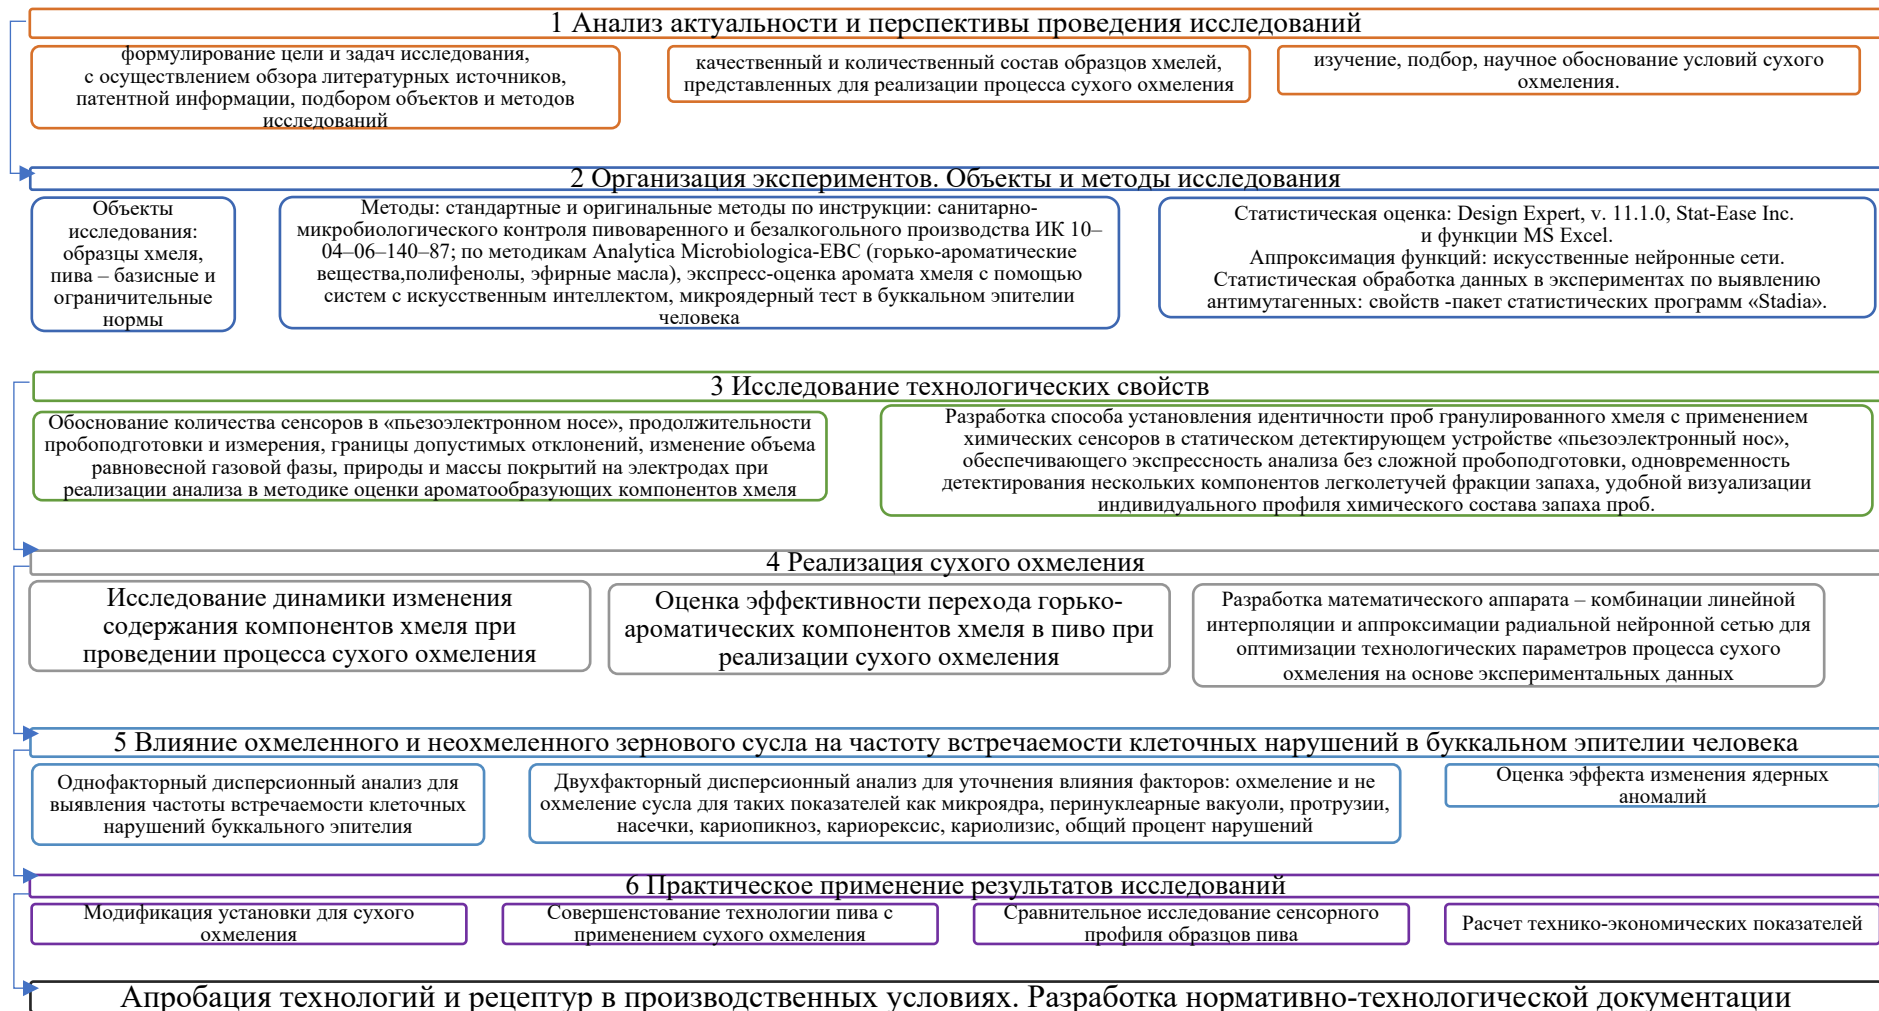 1 Анализ актуальности и перспективы проведения исследований
формулирование цели и задач исследования,
с осуществлением обзора литературных источников,
патентной информации, подбором объектов и методов
исследований
качественный и количественный состав образцов хмелей,
представленных для реализации процесса сухого охмеления
изучение, подбор, научное обоснование условий сухого
охмеления.
2 Организация экспериментов. Объекты и методы исследования
Объекты
исследования:
образцы хмеля,
пива – базисные и
ограничительные
нормы
Методы: стандартные и оригинальные методы по инструкции: санитарно-
микробиологического контроля пивоваренного и безалкогольного производства ИК 10–
04–06–140–87; по методикам Analytica Microbiologica-EBC (горько-ароматические
вещества,полифенолы, эфирные масла), экспресс-оценка аромата хмеля с помощью
систем с искусственным интеллектом, микроядерный тест в буккальном эпителии
человека
Статистическая оценка: Design Expert, v. 11.1.0, Stat-Ease Inc.
и функции MS Excel.
Аппроксимация функций: искусственные нейронные сети.
Статистическая обработка данных в экспериментах по выявлению
антимутагенных: свойств -пакет статистических программ «Stadia».
3 Исследование технологических свойств
Обоснование количества сенсоров в «пьезоэлектронном носе», продолжительности
пробоподготовки и измерения, границы допустимых отклонений, изменение объема
равновесной газовой фазы, природы и массы покрытий на электродах при
реализации анализа в методике оценки ароматообразующих компонентов хмеля
Разработка способа установления идентичности проб гранулированного хмеля с применением
химических сенсоров в статическом детектирующем устройстве «пьезоэлектронный нос»,
обеспечивающего экспрессность анализа без сложной пробоподготовки, одновременность
детектирования нескольких компонентов легколетучей фракции запаха, удобной визуализации
индивидуального профиля химического состава запаха проб.
4 Реализация сухого охмеления
Исследование динамики изменения
содержания компонентов хмеля при
проведении процесса сухого охмеления
Оценка эффективности перехода горько-
ароматических компонентов хмеля в пиво при
реализации сухого охмеления
Разработка математического аппарата – комбинации линейной
интерполяции и аппроксимации радиальной нейронной сетью для
оптимизации технологических параметров процесса сухого
охмеления на основе экспериментальных данных
5 Влияние охмеленного и неохмеленного зернового сусла на частоту встречаемости клеточных нарушений в буккальном эпителии человека
Однофакторный дисперсионный анализ для
выявления частоты встречаемости клеточных
нарушений буккального эпителия
Двухфакторный дисперсионный анализ для уточнения влияния факторов: охмеление и не
охмеление сусла для таких показателей как микроядра, перинуклеарные вакуоли, протрузии,
насечки, кариопикноз, кариорексис, кариолизис, общий процент нарушений
Оценка эффекта изменения ядерных
аномалий
6 Практическое применение результатов исследований
Модификация установки для сухого
охмеления
Совершенстование технологии пива с
применением сухого охмеления
Сравнительное исследование сенсорного
профиля образцов пива
Расчет технико-экономических показателей
Апробация технологий и рецептур в производственных условиях. Разработка нормативно-технологической документации